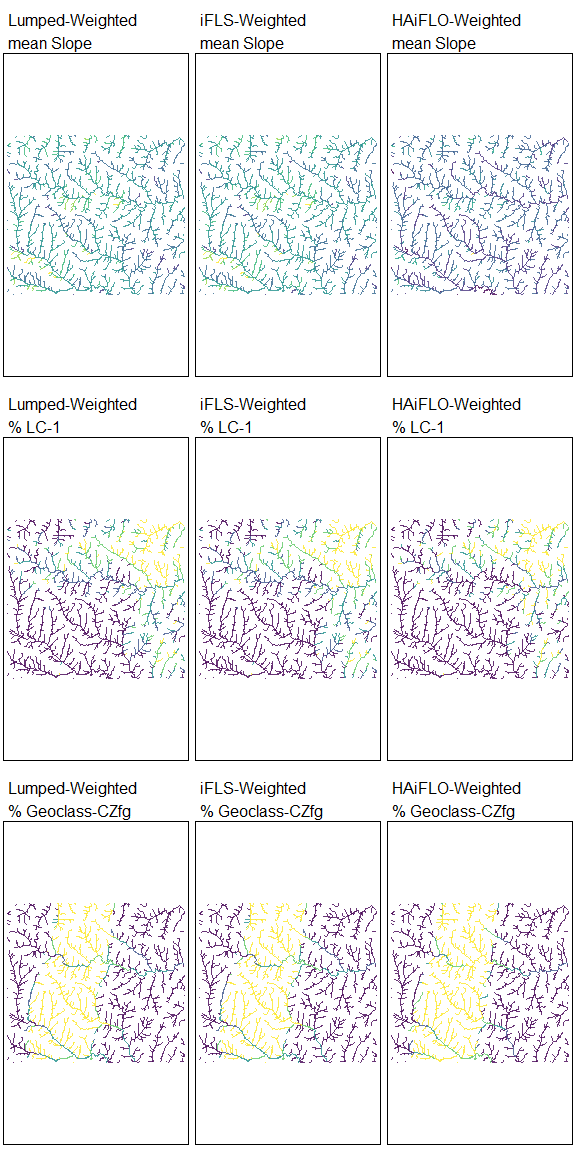 Lumped-Weighted
mean Slope
iFLS-Weighted
mean Slope
HAiFLO-Weighted
mean Slope
Lumped-Weighted
% LC-1
iFLS-Weighted
% LC-1
HAiFLO-Weighted
% LC-1
Lumped-Weighted
% Geoclass-CZfg
iFLS-Weighted
% Geoclass-CZfg
HAiFLO-Weighted
% Geoclass-CZfg